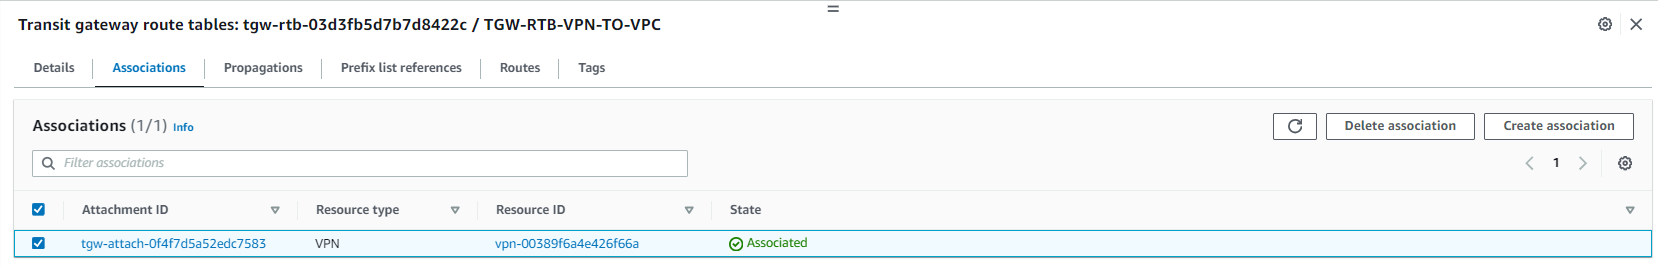 Transit gateway route tables: tgw-rtb-03d3fb5d7b7d8422c / TGW-RTB-VPN-TO-VPC
Details Associations Propagations Prefix list references Routes Tags
Associations (1/1) Info Delete association Create association
Filter associations 1
Attachment ID Resource type Resource ID State
tgw-attach-0f4f7d5a52edc7583 VPN vpn-00389f6a4e426f66a Associated